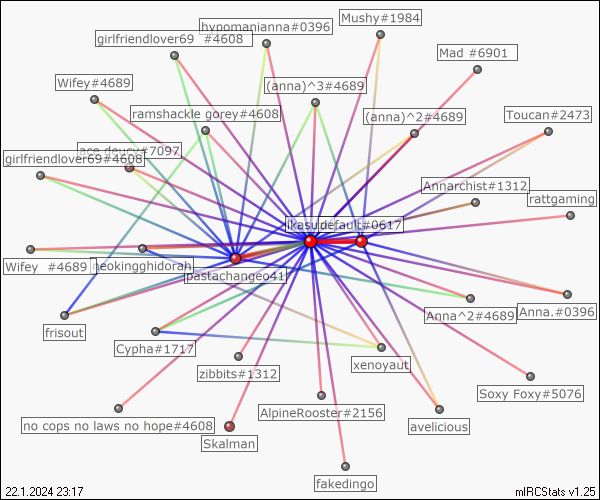 Mushy#1984
hypomanianna#0396
girlfriendlover69 #4608
Mad #6901
Wifey#4689
(anna)^3#4689
ramshackle gorey#4608
(anna)^2#4689
Toucan#2473
ace deucy#7097
girlfriendlover69#4608
Annarchist#1312
rattgaming
default#0617
Wifey #4689
neokingghidorah
pastachangeo41
Anna^2#4689
Anna.#0396
frisout
Cypha#1717
xenoyaut
zibbits#1312
Soxy Foxy#5076
AlpineRooster#2156
no cops no laws no hope#4608
avelicious
Skalman
fakedingo
22.1.2024 23:17
mIRCStats v1.25